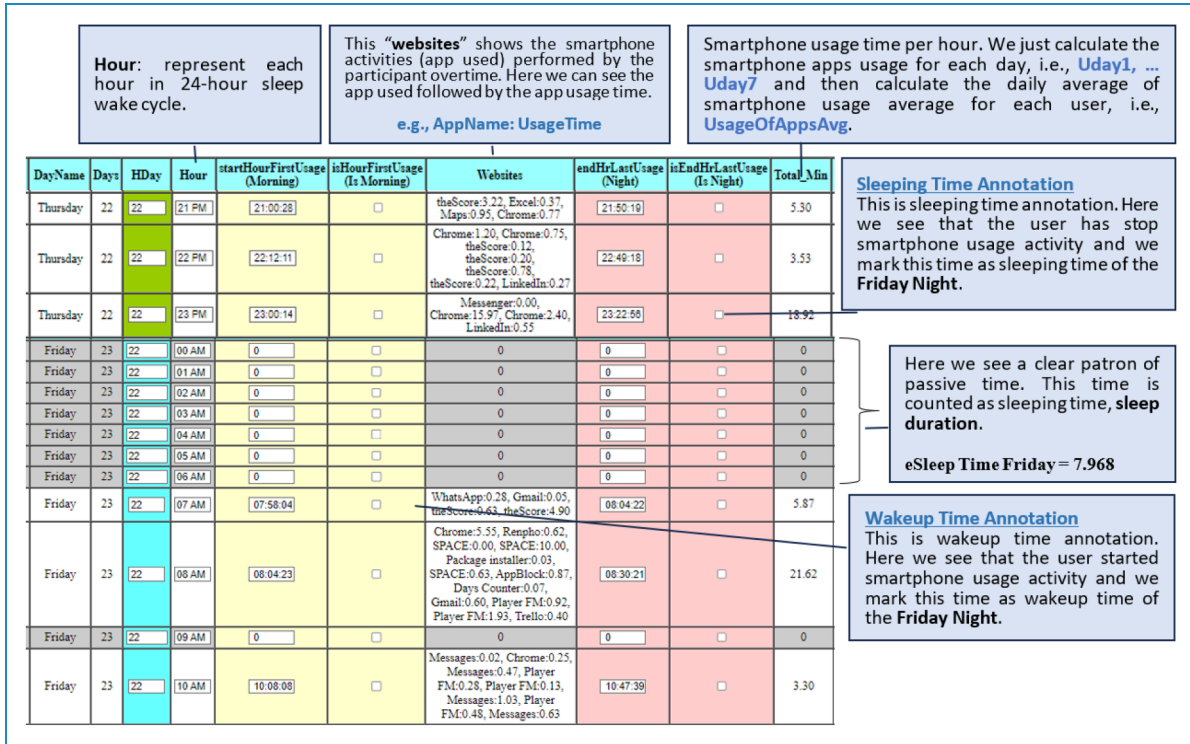 Hour: represent each
hour in 24-hour sleep
wake cycle.
This “websites” shows the smartphone
activities (app used) performed by the
participant overtime. Here we can see the
app used followed by the app usage time.
e.g., AppName: UsageTime
Smartphone usage time per hour. We just calculate the
smartphone apps usage for each day, i.e., Uday1, ...
Uday7 and then calculate the daily average of
smartphone usage average for each user, i.e.,
UsageOfAppsAvg.
DayName Days HDay Hour startHourFirstUsage (Morning) isHourFirstUsage (Is Morning) Websites endHrLastUsage (Night) isEndHrLastUsage (Is Night) Total_Min
Thursday 22 22 21 PM 21:00:28 theScore:3.22, Excel:0.37,
Maps:0.95, Chrome:0.77 21:50:19 5.30
Thursday 22 22 22 PM 22:12:11 Chrome:1.20, Chrome:0.75,
theScore:0.12,
theScore:0.20,
theScore:0.78,
theScore:0.22, LinkedIn:0.27 22:49:18 3.53
Thursday 22 22 23 PM 23:00:14 Messenger:0.00,
Chrome:15.97, Chrome:2.40,
LinkedIn:0.55 23:22:56 18.92
Friday 23 22 00 AM 0 0 0 0
Friday 23 22 01 AM 0 0 0 0
Friday 23 22 02 AM 0 0 0 0
Friday 23 22 03 AM 0 0 0 0
Friday 23 22 04 AM 0 0 0 0
Friday 23 22 05 AM 0 0 0 0
Friday 23 22 06 AM 0 0 0 0
Friday 23 22 07 AM 07:58:04 WhatsApp:0.28, Gmail:0.05,
theScore:0.63, theScore:4.90 08:04:22 5.87
Friday 23 22 08 AM 08:04:23 Chrome:5.55, Renpho:0.62,
SPACE:0.00, SPACE:10.00,
Package installer:0.03,
SPACE:0.63, AppBlock:0.87,
Days Counter:0.07,
Gmail:0.60, Player FM:0.92,
Player FM:1.93, Trello:0.40 08:30:21 21.62
Friday 23 22 09 AM 0 0 0 0
Friday 23 22 10 AM 10:08:08 Messages:0.02, Chrome:0.25,
Messages:0.47, Player
FM:0.28, Player FM:0.13,
Messages:1.03, Player
FM:0.48, Messages:0.63 10:47:39 3.30
Sleeping Time Annotation
This is sleeping time annotation. Here
we see that the user has stop
smartphone usage activity and we
mark this time as sleeping time of the
Friday Night.
Here we see a clear patron of
passive time. This time is
counted as sleeping time, sleep
duration.
eSleep Time Friday = 7.968
Wakeup Time Annotation
This is wakeup time annotation.
Here we see that the user started
smartphone usage activity and we
mark this time as wakeup time of
the Friday Night.